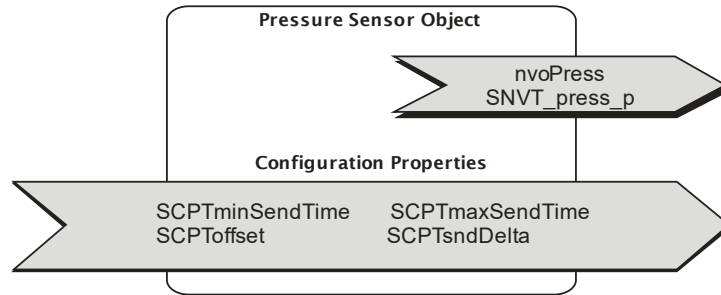 Pressure Sensor Object
nvoPress
SNVT_press_p
Configuration Properties
SCPTminSendTime SCPTmaxSendTime
SCPToffset SCPTsndDelta